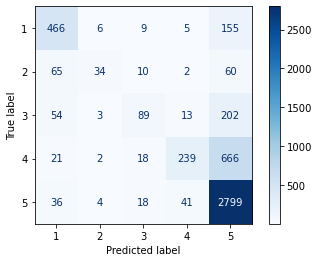 1 466 6 9 5 155
2 65 34 10 2 60
3 54 3 89 13 202
4 21 2 18 239 666
5 36 4 18 41 2799
1 2 3 4 5
Predicted label
True label
2500
2000
1500
1000
500